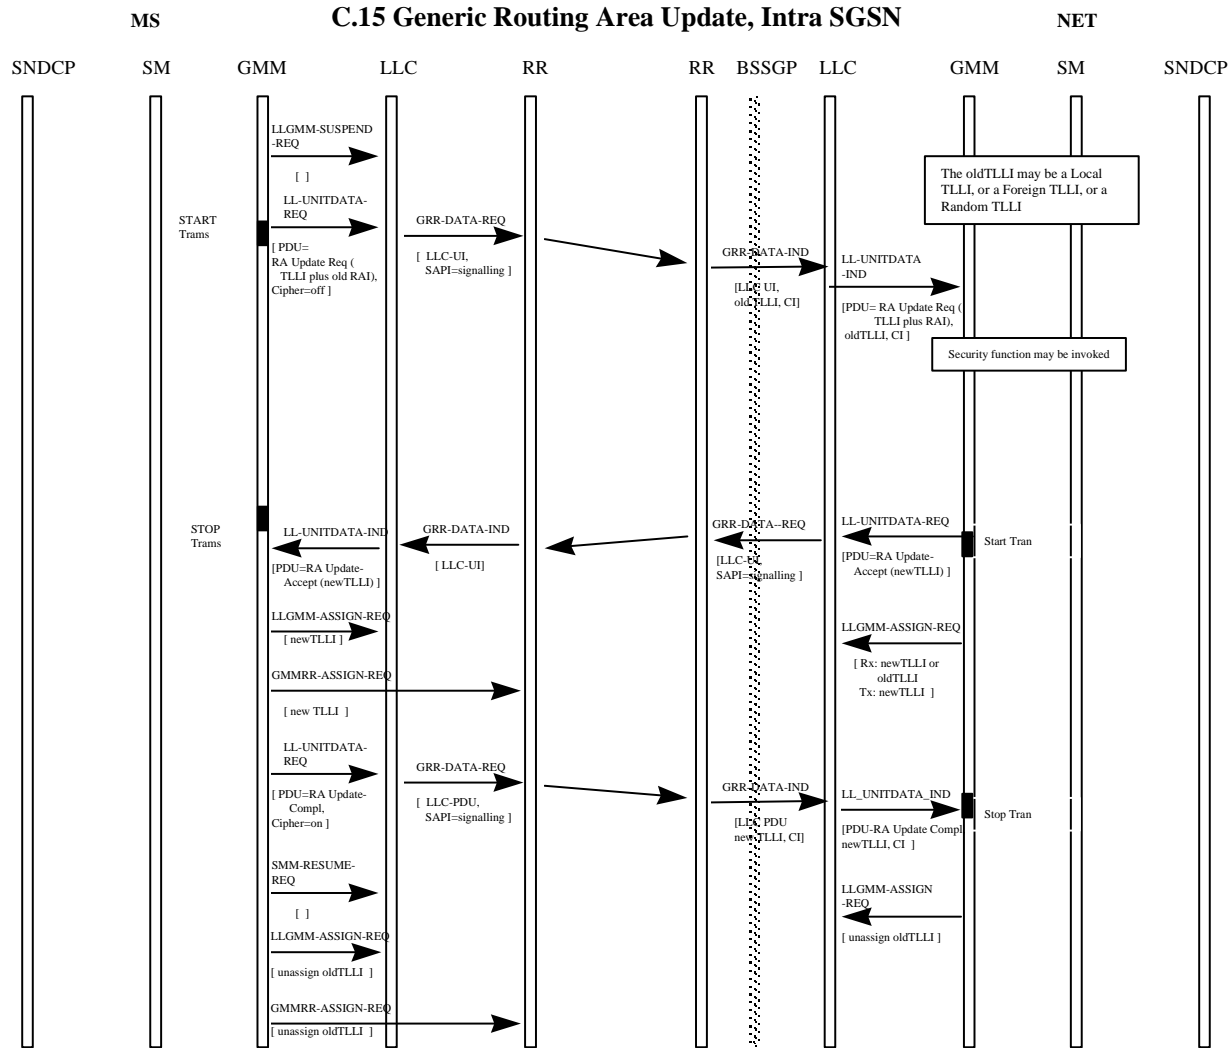 C.15 Generic Routing Area Update, Intra SGSN
MS
NET
SNDCP SM GMM LLC RR RR BSSGP LLC GMM SM SNDCP
LLGMM-SUSPEND
-REQ
[ ]
LL-UNITDATA-
REQ
START
Trams
[ PDU=
RA Update Req (
TLLI plus old RAI),
Cipher=off ]
GRR-DATA-REQ
[ LLC-UI,
SAPI=signalling ]
GRR-DATA-IND
[LLC-UI,
old TLLI, CI]
LL-UNITDATA
-IND
[PDU= RA Update Req (
TLLI plus RAI),
oldTLLI, CI ]
The oldTLLI may be a Local
TLLI, or a Foreign TLLI, or a
Random TLLI
Security function may be invoked
STOP
Trams
LL-UNITDATA-IND
[PDU=RA Update-
Accept (newTLLI) ]
GRR-DATA-IND
[ LLC-UI]
GRR-DATA--REQ
[LLC-UI,
SAPI=signalling ]
LL-UNITDATA-REQ
[PDU=RA Update-
Accept (newTLLI) ]
Start Tran
LLGMM-ASSIGN-REQ
[ newTLLI ]
LLGMM-ASSIGN-REQ
[ Rx: newTLLI or
oldTLLI
Tx: newTLLI ]
GMMRR-ASSIGN-REQ
[ new TLLI ]
LL-UNITDATA-
REQ
[ PDU=RA Update-
Compl,
Cipher=on ]
GRR-DATA-REQ
[ LLC-PDU,
SAPI=signalling ]
GRR-DATA-IND
[LLC PDU
new TLLI, CI]
LL_UNITDATA_IND
[PDU-RA Update Compl
newTLLI, CI ]
Stop Tran
SMM-RESUME-
REQ
[ ]
LLGMM-ASSIGN
-REQ
[ unassign oldTLLI ]
LLGMM-ASSIGN-REQ
[ unassign oldTLLI ]
GMMRR-ASSIGN-REQ
[ unassign oldTLLI ]